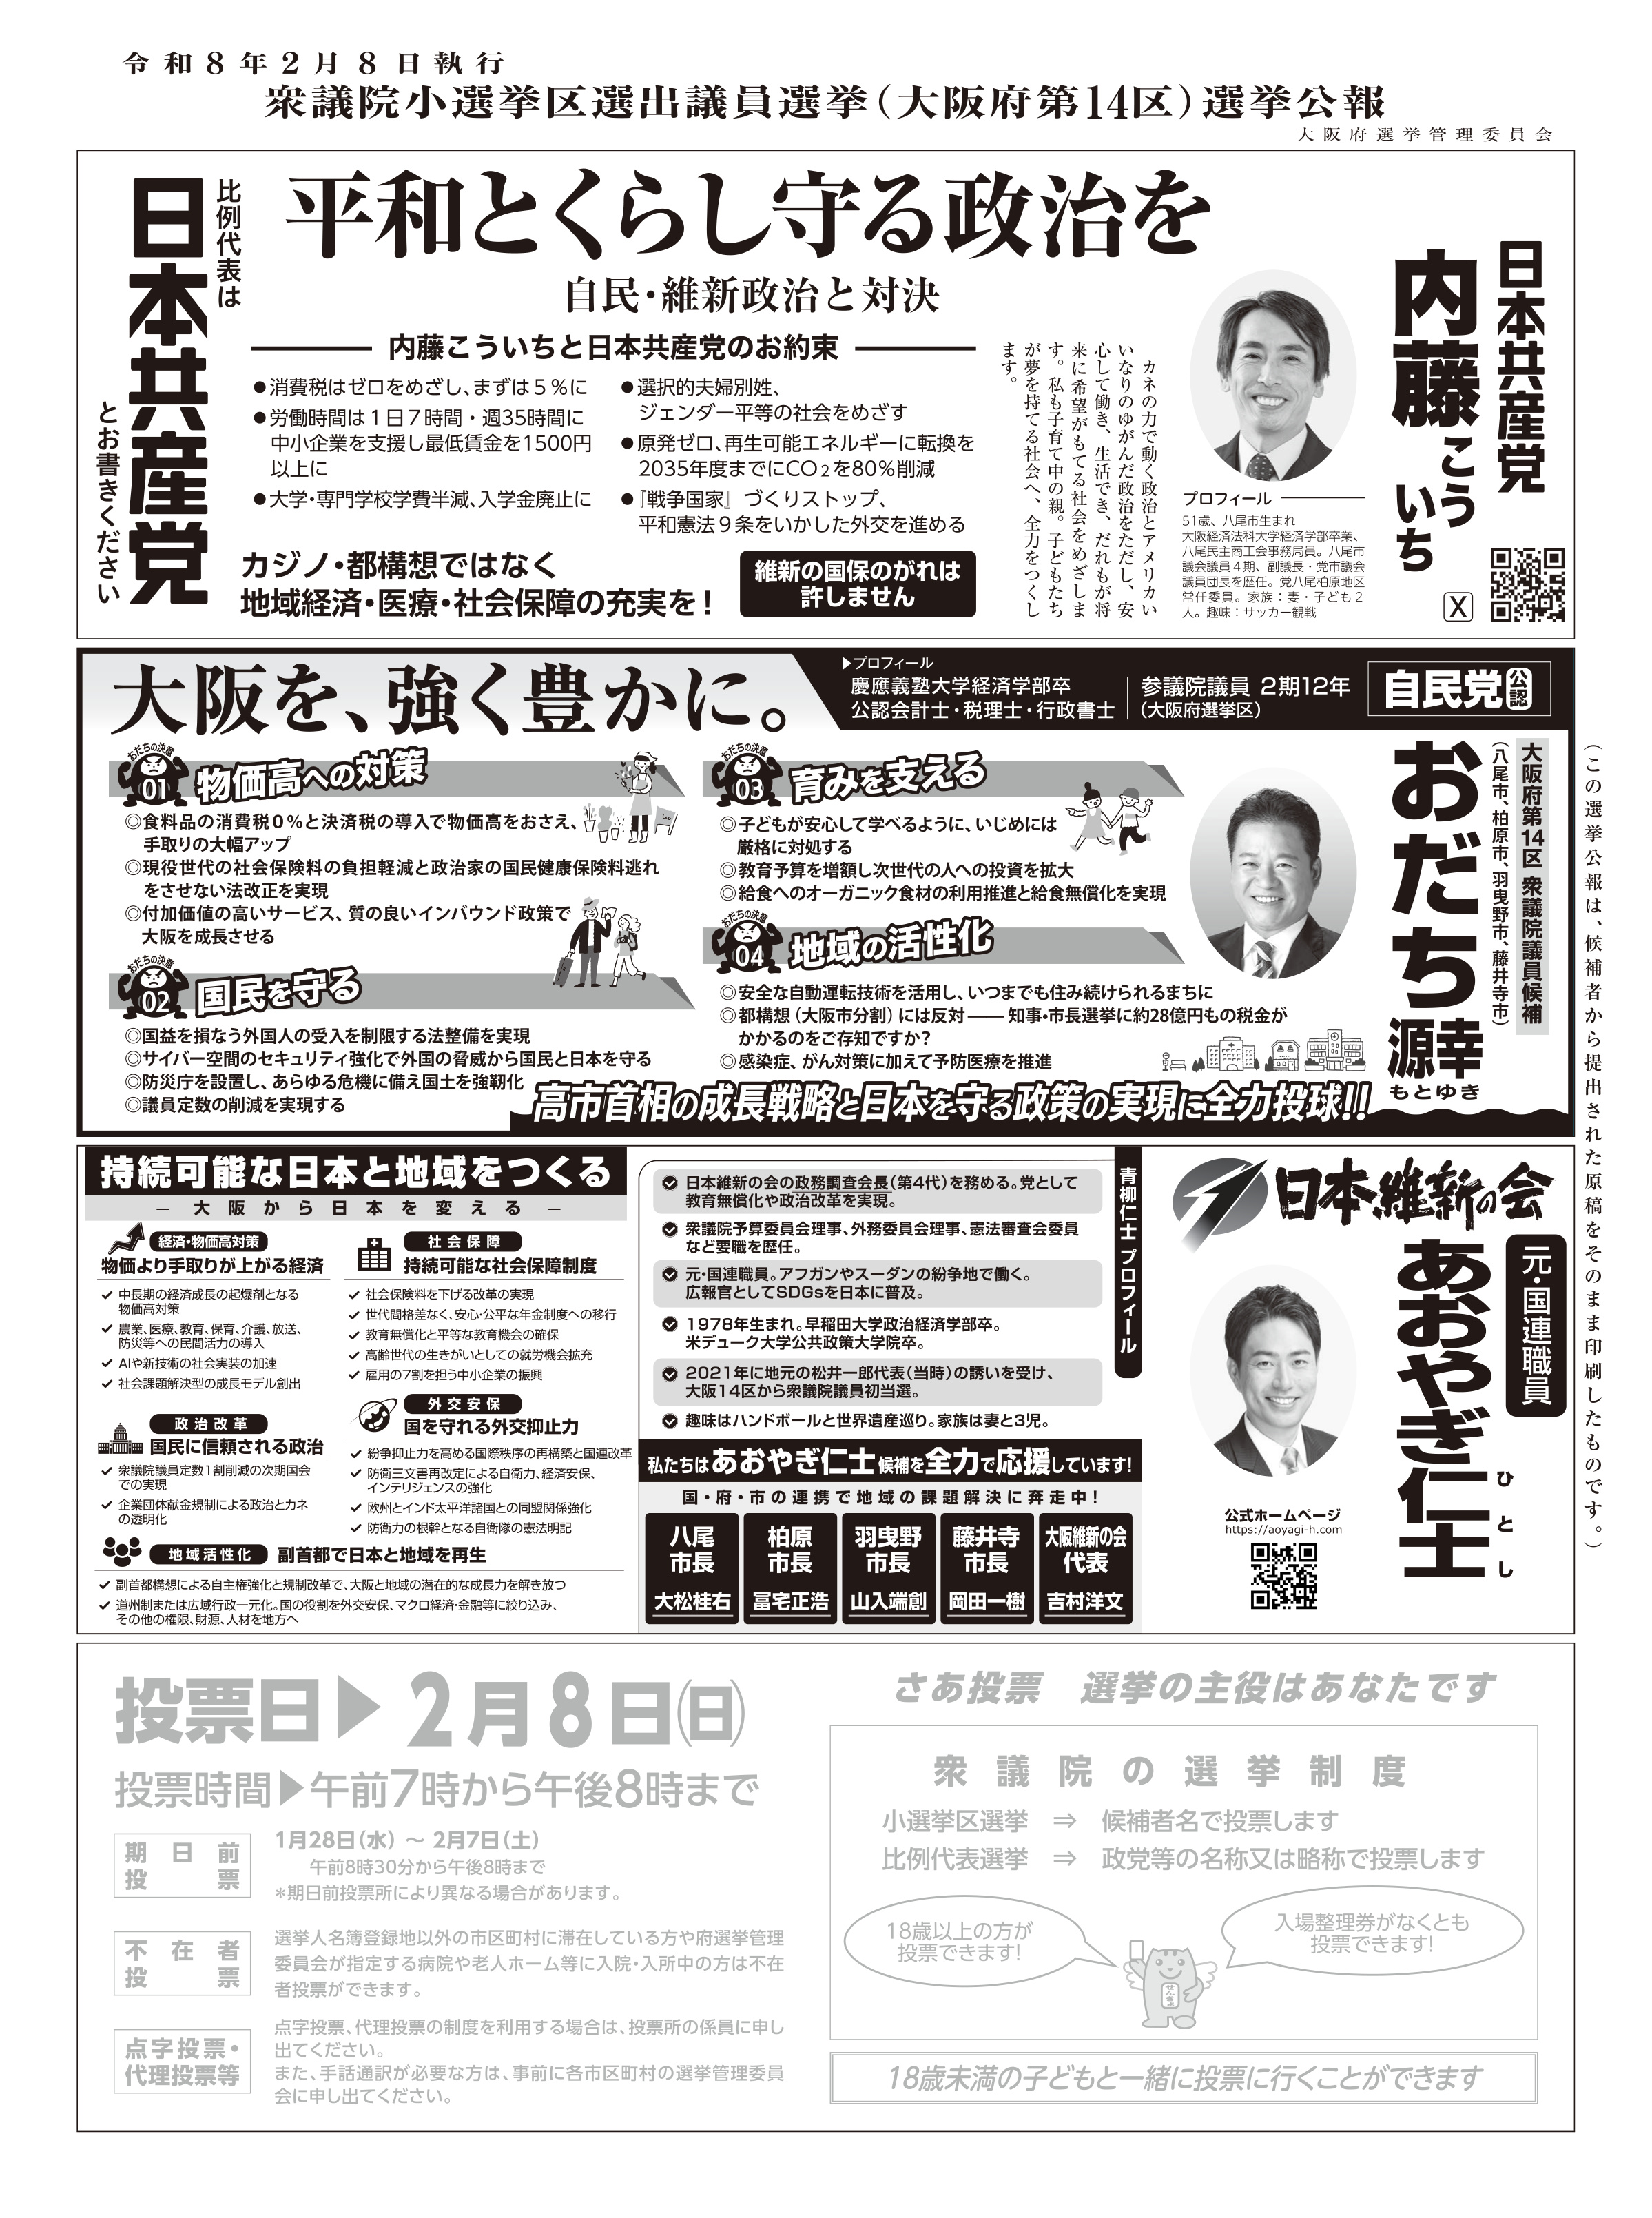 令和8年2月8日執行
衆議院小選挙区選出議員選挙（大阪府第14区）選挙公報
大阪府選挙管理委員会
日本共産党
内藤こういち
X
プロフィール
51歳、八尾市生まれ
大阪経済法科大学経済学部卒業、
八尾民主商工会事務局員。八尾市
議会議員４期、副議長・党市議会
議員団長を歴任。党八尾柏原地区
常任委員。家族：妻・子ども２
人。趣味：サッカー観戦
平和とくらし守る政治を
自民・維新政治と対決
カネの力で動く政治とアメリカい
いなりのゆがんだ政治をただし、安
心して働き、生活でき、だれもが将
来に希望がもてる社会をめざしま
す。私も子育て中の親。子どもたち
が夢を持てる社会へ、全力をつくし
ます。
内藤こういちと日本共産党のお約束
●消費税はゼロをめざし、まずは５％に
●労働時間は１日７時間・週35時間に
中小企業を支援し最低賃金を1500円
以上に
●大学・専門学校学費半減、入学金廃止に
●選択的夫婦別姓、
ジェンダー平等の社会をめざす
●原発ゼロ、再生可能エネルギーに転換を
2035年度までにCO₂を80％削減
●『戦争国家』づくりストップ、
平和憲法９条をいかした外交を進める
カジノ・都構想ではなく
地域経済・医療・社会保障の充実を！
維新の国保のがれは
許しません
比例代表は
日本共産党
とお書きください
大阪を、強く豊かに。
▶プロフィール
慶應義塾大学経済学部卒
公認会計士・税理士・行政書士
参議院議員 2期12年
（大阪府選挙区）
自民党公認
大阪府第14区 衆議院議員候補
（八尾市、柏原市、羽曳野市、藤井寺市）
おだち源幸
もとゆき
おだちの決意
01
物価高への対策
◎食料品の消費税０％と決済税の導入で物価高をおさえ、
手取りの大幅アップ
◎現役世代の社会保険料の負担軽減と政治家の国民健康保険料逃れ
をさせない法改正を実現
◎付加価値の高いサービス、質の良いインバウンド政策で
大阪を成長させる
おだちの決意
02
国民を守る
◎国益を損なう外国人の受入を制限する法整備を実現
◎サイバー空間のセキュリティ強化で外国の脅威から国民と日本を守る
◎防災庁を設置し、あらゆる危機に備え国土を強靭化
◎議員定数の削減を実現する
おだちの決意
03
育みを支える
◎子どもが安心して学べるように、いじめには
厳格に対処する
◎教育予算を増額し次世代の人への投資を拡大
◎給食へのオーガニック食材の利用推進と給食無償化を実現
おだちの決意
04
地域の活性化
◎安全な自動運転技術を活用し、いつまでも住み続けられるまちに
◎都構想（大阪市分割）には反対——知事・市長選挙に約28億円もの税金が
かかるのをご存知ですか？
◎感染症、がん対策に加えて予防医療を推進
高市首相の成長戦略と日本を守る政策の実現に全力投球!!
持続可能な日本と地域をつくる
― 大阪から日本を変える ―
経済・物価高対策
物価より手取りが上がる経済
✓ 中長期の経済成長の起爆剤となる
物価高対策
✓ 農業、医療、教育、保育、介護、放送、
防災等への民間活力の導入
✓ AIや新技術の社会実装の加速
✓ 社会課題解決型の成長モデル創出
政治改革
国民に信頼される政治
✓ 衆議院議員定数1割削減の次期国会
での実現
✓ 企業団体献金規制による政治とカネ
の透明化
社会保障
持続可能な社会保障制度
✓ 社会保険料を下げる改革の実現
✓ 世代間格差なく、安心・公平な年金制度への移行
✓ 教育無償化と平等な教育機会の確保
✓ 高齢世代の生きがいとしての就労機会拡充
✓ 雇用の7割を担う中小企業の振興
外交安保
国を守れる外交抑止力
✓ 紛争抑止力を高める国際秩序の再構築と国連改革
✓ 防衛三文書再改定による自衛力、経済安保、
インテリジェンスの強化
✓ 欧州とインド太平洋諸国との同盟関係強化
✓ 防衛力の根幹となる自衛隊の憲法明記
地域活性化
副首都で日本と地域を再生
✓ 副首都構想による自主権強化と規制改革で、大阪と地域の潜在的な成長力を解き放つ
✓ 道州制または広域行政一元化。国の役割を外交安保、マクロ経済・金融等に絞り込み、
その他の権限、財源、人材を地方へ
青柳仁士 プロフィール
日本維新の会の政務調査会長（第4代）を務める。党として
教育無償化や政治改革を実現。
衆議院予算委員会理事、外務委員会理事、憲法審査会委員
など要職を歴任。
元・国連職員。アフガンやスーダンの紛争地で働く。
広報官としてSDGsを日本に普及。
1978年生まれ。早稲田大学政治経済学部卒。
米デューク大学公共政策大学院卒。
2021年に地元の松井一郎代表（当時）の誘いを受け、
大阪14区から衆議院議員初当選。
趣味はハンドボールと世界遺産巡り。家族は妻と3児。
私たちはあおやぎ仁士候補を全力で応援しています！
国・府・市の連携で地域の課題解決に奔走中！
八尾
市長
大松桂右
柏原
市長
冨宅正浩
羽曳野
市長
山入端創
藤井寺
市長
岡田一樹
大阪維新の会
代表
吉村洋文
日本維新の会
元・国連職員
あおやぎ仁士
ひとし
公式ホームページ
https://aoyagi-h.com
（この選挙公報は、候補者から提出された原稿をそのまま印刷したものです。）
投票日▶2月8日(日)
投票時間▶午前7時から午後8時まで
期日前
投票
1月28日（水）～ 2月7日（土）
午前8時30分から午後8時まで
＊期日前投票所により異なる場合があります。
不在者
投票
選挙人名簿登録地以外の市区町村に滞在している方や府選挙管理
委員会が指定する病院や老人ホーム等に入院・入所中の方は不在
者投票ができます。
点字投票・
代理投票等
点字投票、代理投票の制度を利用する場合は、投票所の係員に申し
出てください。
また、手話通訳が必要な方は、事前に各市区町村の選挙管理委員
会に申し出てください。
さあ投票　選挙の主役はあなたです
衆議院の選挙制度
小選挙区選挙 ⇒ 候補者名で投票します
比例代表選挙 ⇒ 政党等の名称又は略称で投票します
18歳以上の方が
投票できます！
入場整理券がなくとも
投票できます！
せんきょ
18歳未満の子どもと一緒に投票に行くことができます